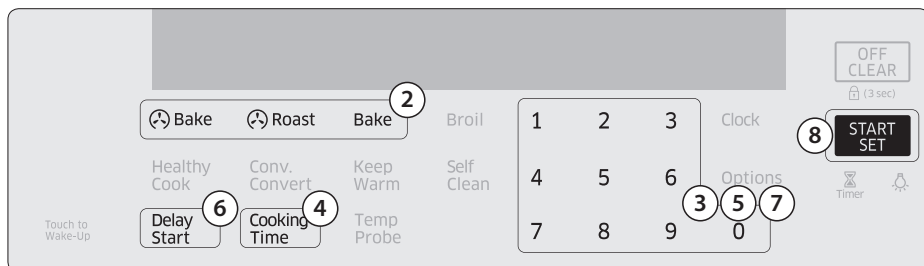 OFF
CLEAR
(3 sec)
2
Bake Roast Bake Broil 1 2 3 Clock
8 START
SET
Healthy
Cook
Conv.
Convert
Keep
Warm
Self
Clean
4 5 6 Options
Timer
6 4 3 5 7
Touch to
Wake-Up
Delay
Start
Cooking
Time
Temp
Probe
7 8 9 0